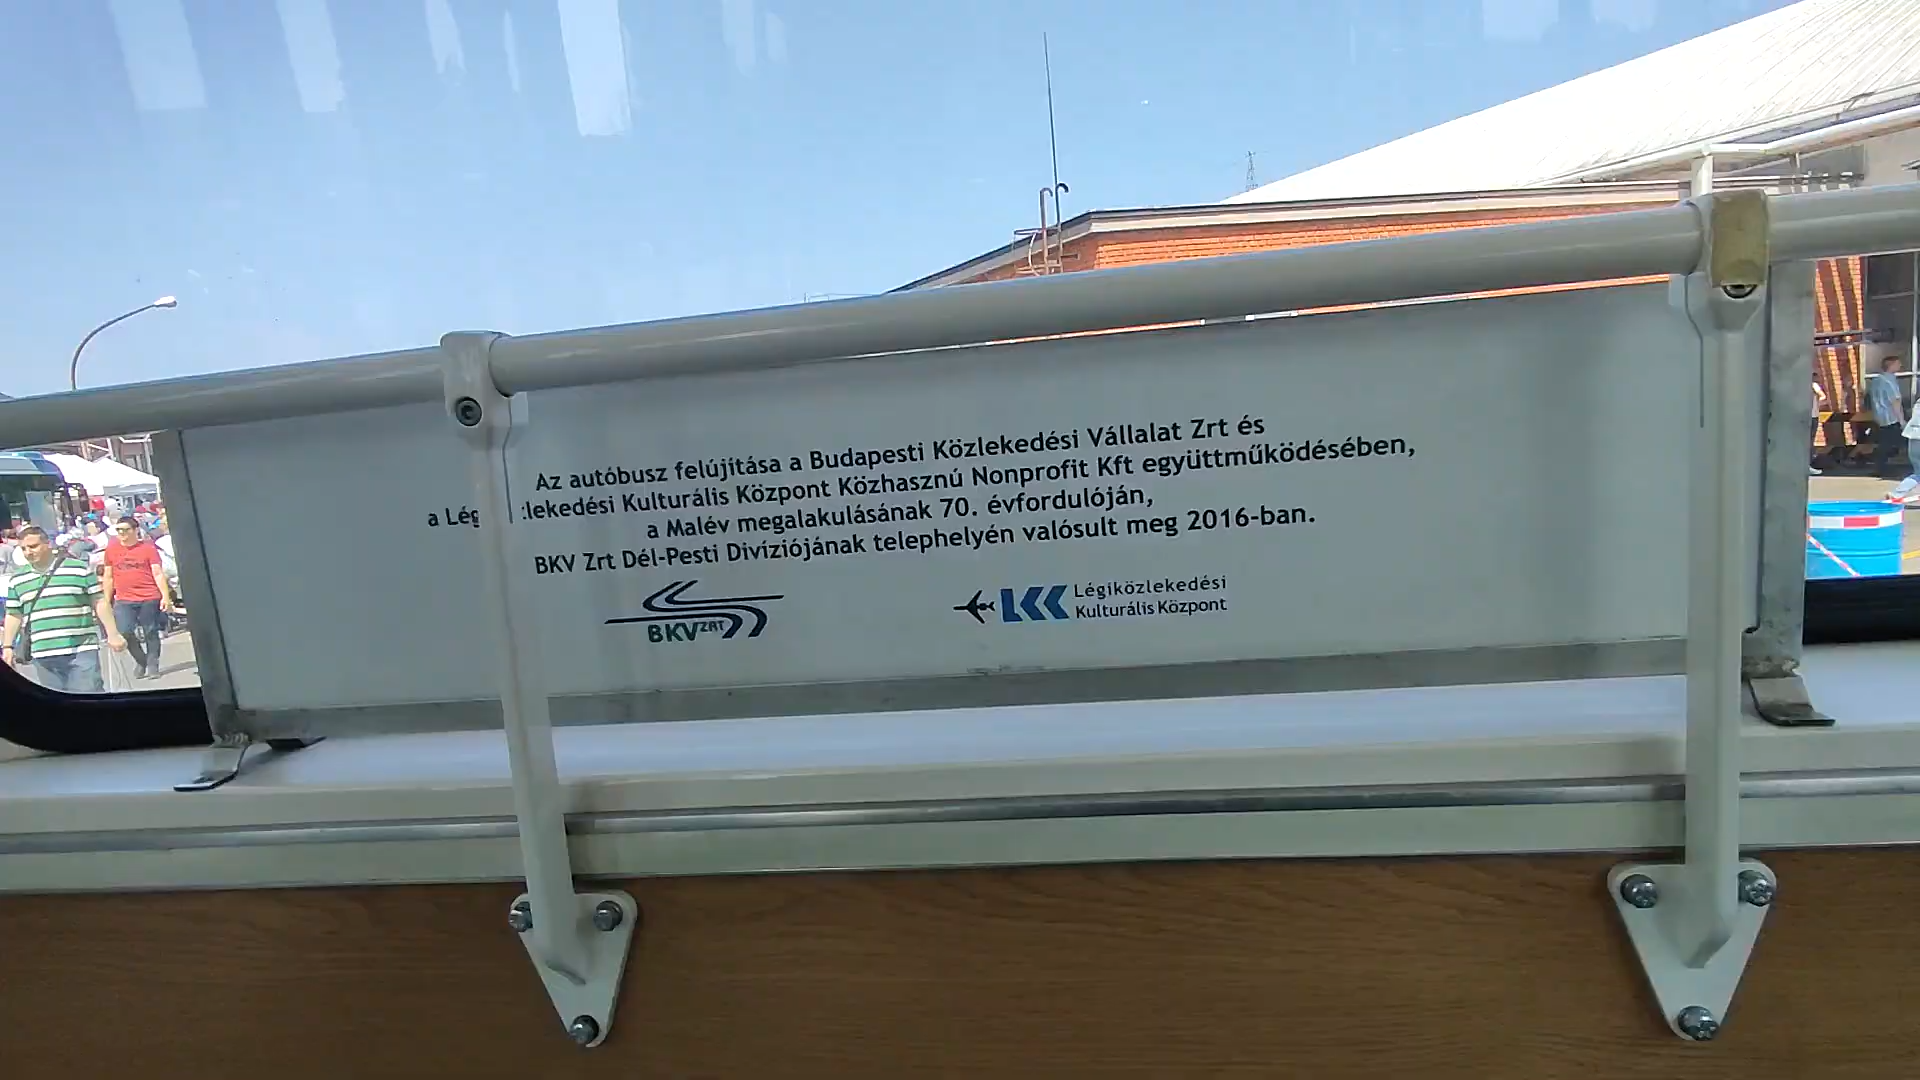 Az autóbusz felújítása a Budapesti Közlekedési Vállalat Zrt és
a Lég :lekedési Kulturális Központ Közhasznú Nonprofit Kft együttműködésében,
a Malév megalakulásának 70. évfordulóján,
BKV Zrt Dél-Pesti Divíziójának telephelyén valósult meg 2016-ban.
BKV ZRT
LKK Légiközlekedési
Kulturális Központ